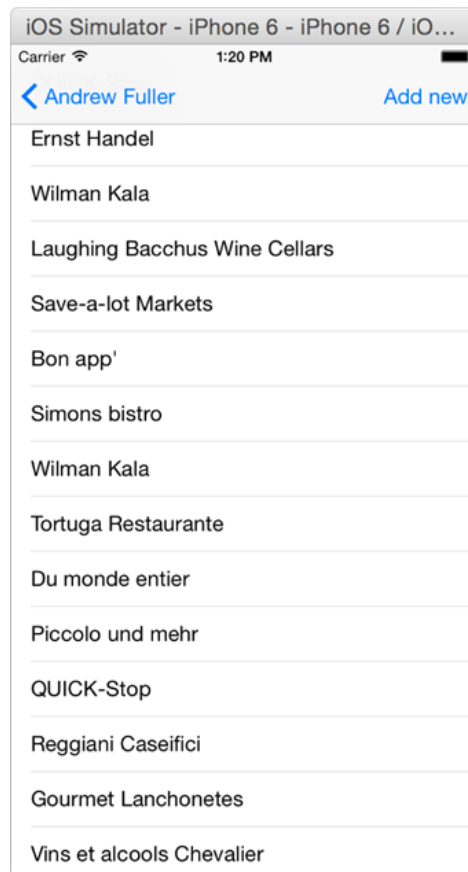 iOS Simulator - iPhone 6 - iPhone 6 / iO...
Carrier 1:20 PM
Andrew Fuller Add new
Ernst Handel
Wilman Kala
Laughing Bacchus Wine Cellars
Save-a-lot Markets
Bon app'
Simons bistro
Wilman Kala
Tortuga Restaurante
Du monde entier
Piccolo und mehr
QUICK-Stop
Reggiani Caseifici
Gourmet Lanchonetes
Vins et alcools Chevalier